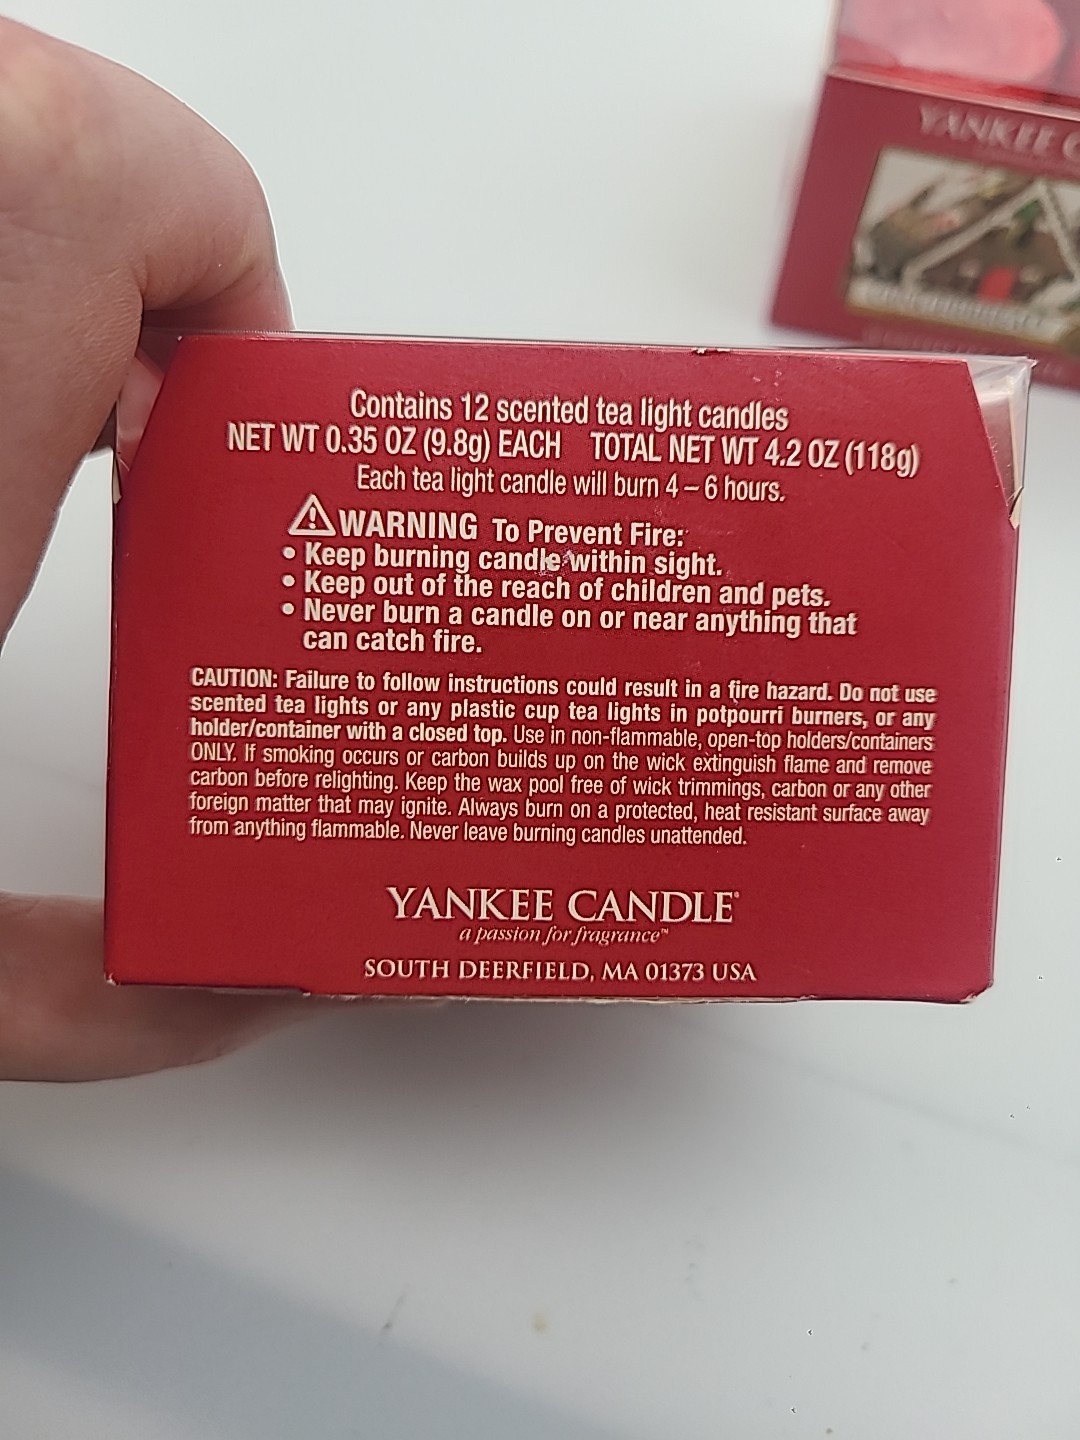 YANKEE C
Contains 12 scented tea light candles
NET WT 0.35 OZ (9.8g) EACH TOTAL NET WT 4.2 OZ (118g)
Each tea light candle will burn 4 – 6 hours.
⚠WARNING To Prevent Fire:
• Keep burning candle within sight.
• Keep out of the reach of children and pets.
• Never burn a candle on or near anything that
can catch fire.
CAUTION: Failure to follow instructions could result in a fire hazard. Do not use
scented tea lights or any plastic cup tea lights in potpourri burners, or any
holder/container with a closed top. Use in non-flammable, open-top holders/containers
ONLY. If smoking occurs or carbon builds up on the wick extinguish flame and remove
carbon before relighting. Keep the wax pool free of wick trimmings, carbon or any other
foreign matter that may ignite. Always burn on a protected, heat resistant surface away
from anything flammable. Never leave burning candles unattended.
YANKEE CANDLE®
a passion for fragrance™
SOUTH DEERFIELD, MA 01373 USA